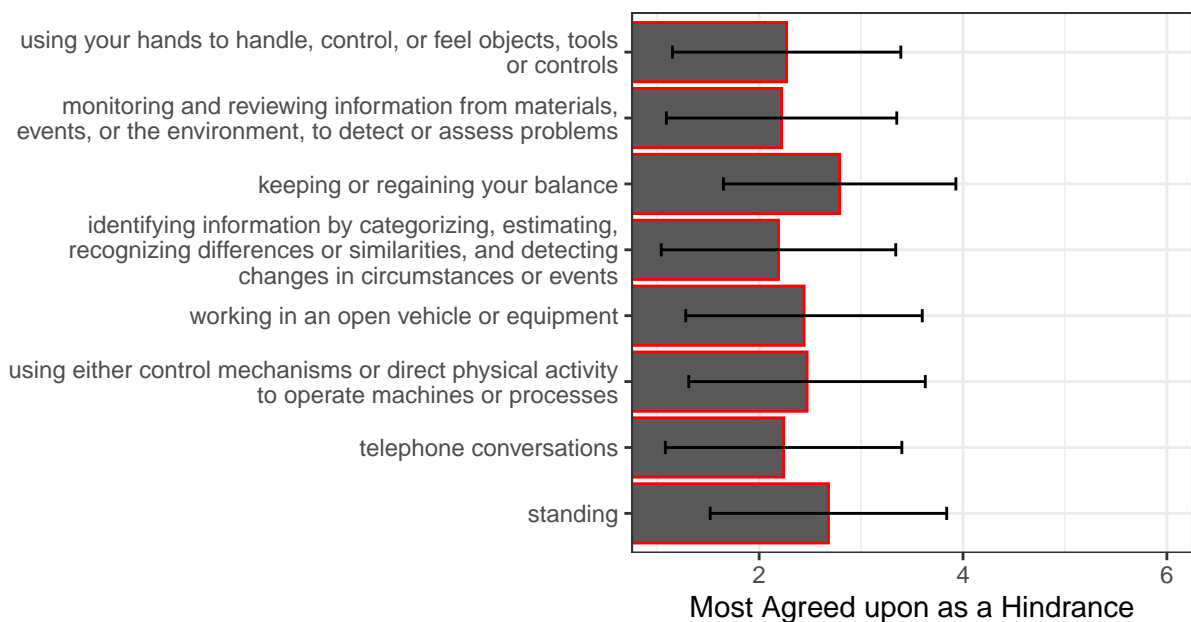 using your hands to handle, control, or feel objects, tools
or controls
monitoring and reviewing information from materials,
events, or the environment, to detect or assess problems
keeping or regaining your balance
identifying information by categorizing, estimating,
recognizing differences or similarities, and detecting
changes in circumstances or events
working in an open vehicle or equipment
using either control mechanisms or direct physical activity
to operate machines or processes
telephone conversations
standing
2 4 6
Most Agreed upon as a Hindrance